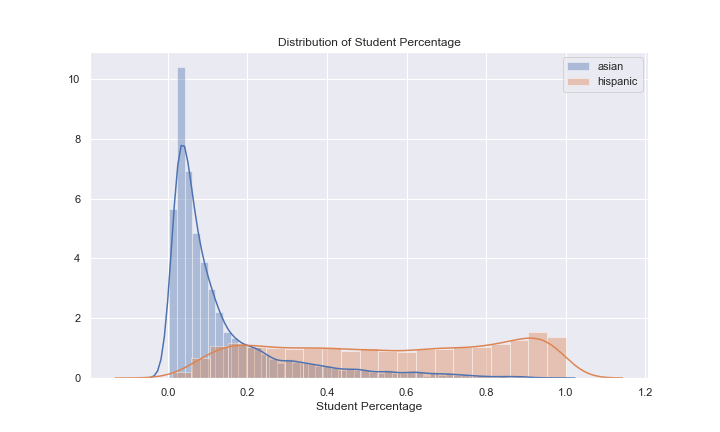 Distribution of Student Percentage
asian
hispanic
10
8
6
4
2
0
0.0 0.2 0.4 0.6 0.8 1.0 1.2
Student Percentage